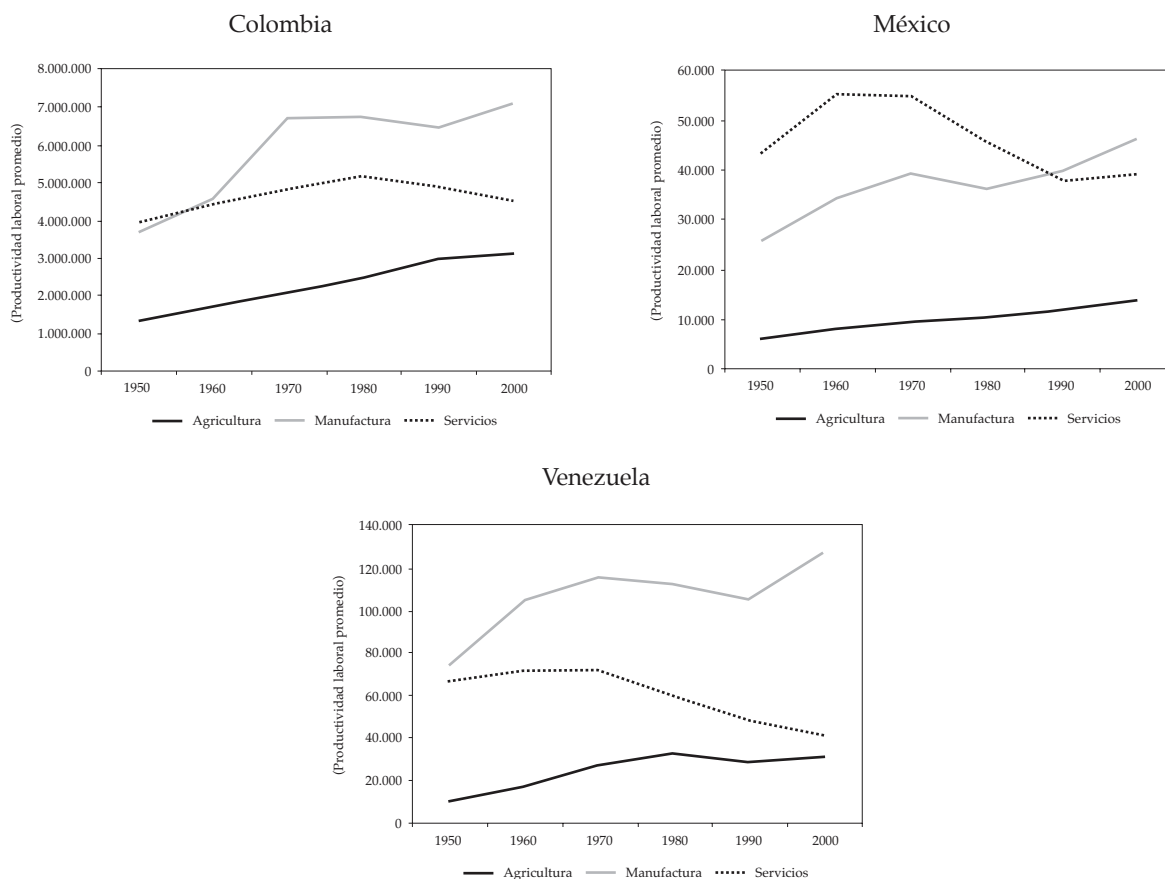 Colombia
(Productividad laboral promedio)
8.000.000
7.000.000
6.000.000
5.000.000
4.000.000
3.000.000
2.000.000
1.000.000
0
1950 1960 1970 1980 1990 2000
Agricultura Manufactura Servicios
México
(Productividad laboral promedio)
60.000
50.000
40.000
30.000
20.000
10.000
0
1950 1960 1970 1980 1990 2000
Agricultura Manufactura Servicios
Venezuela
(Productividad laboral promedio)
140.000
120.000
100.000
80.000
60.000
40.000
20.000
0
1950 1960 1970 1980 1990 2000
Agricultura Manufactura Servicios